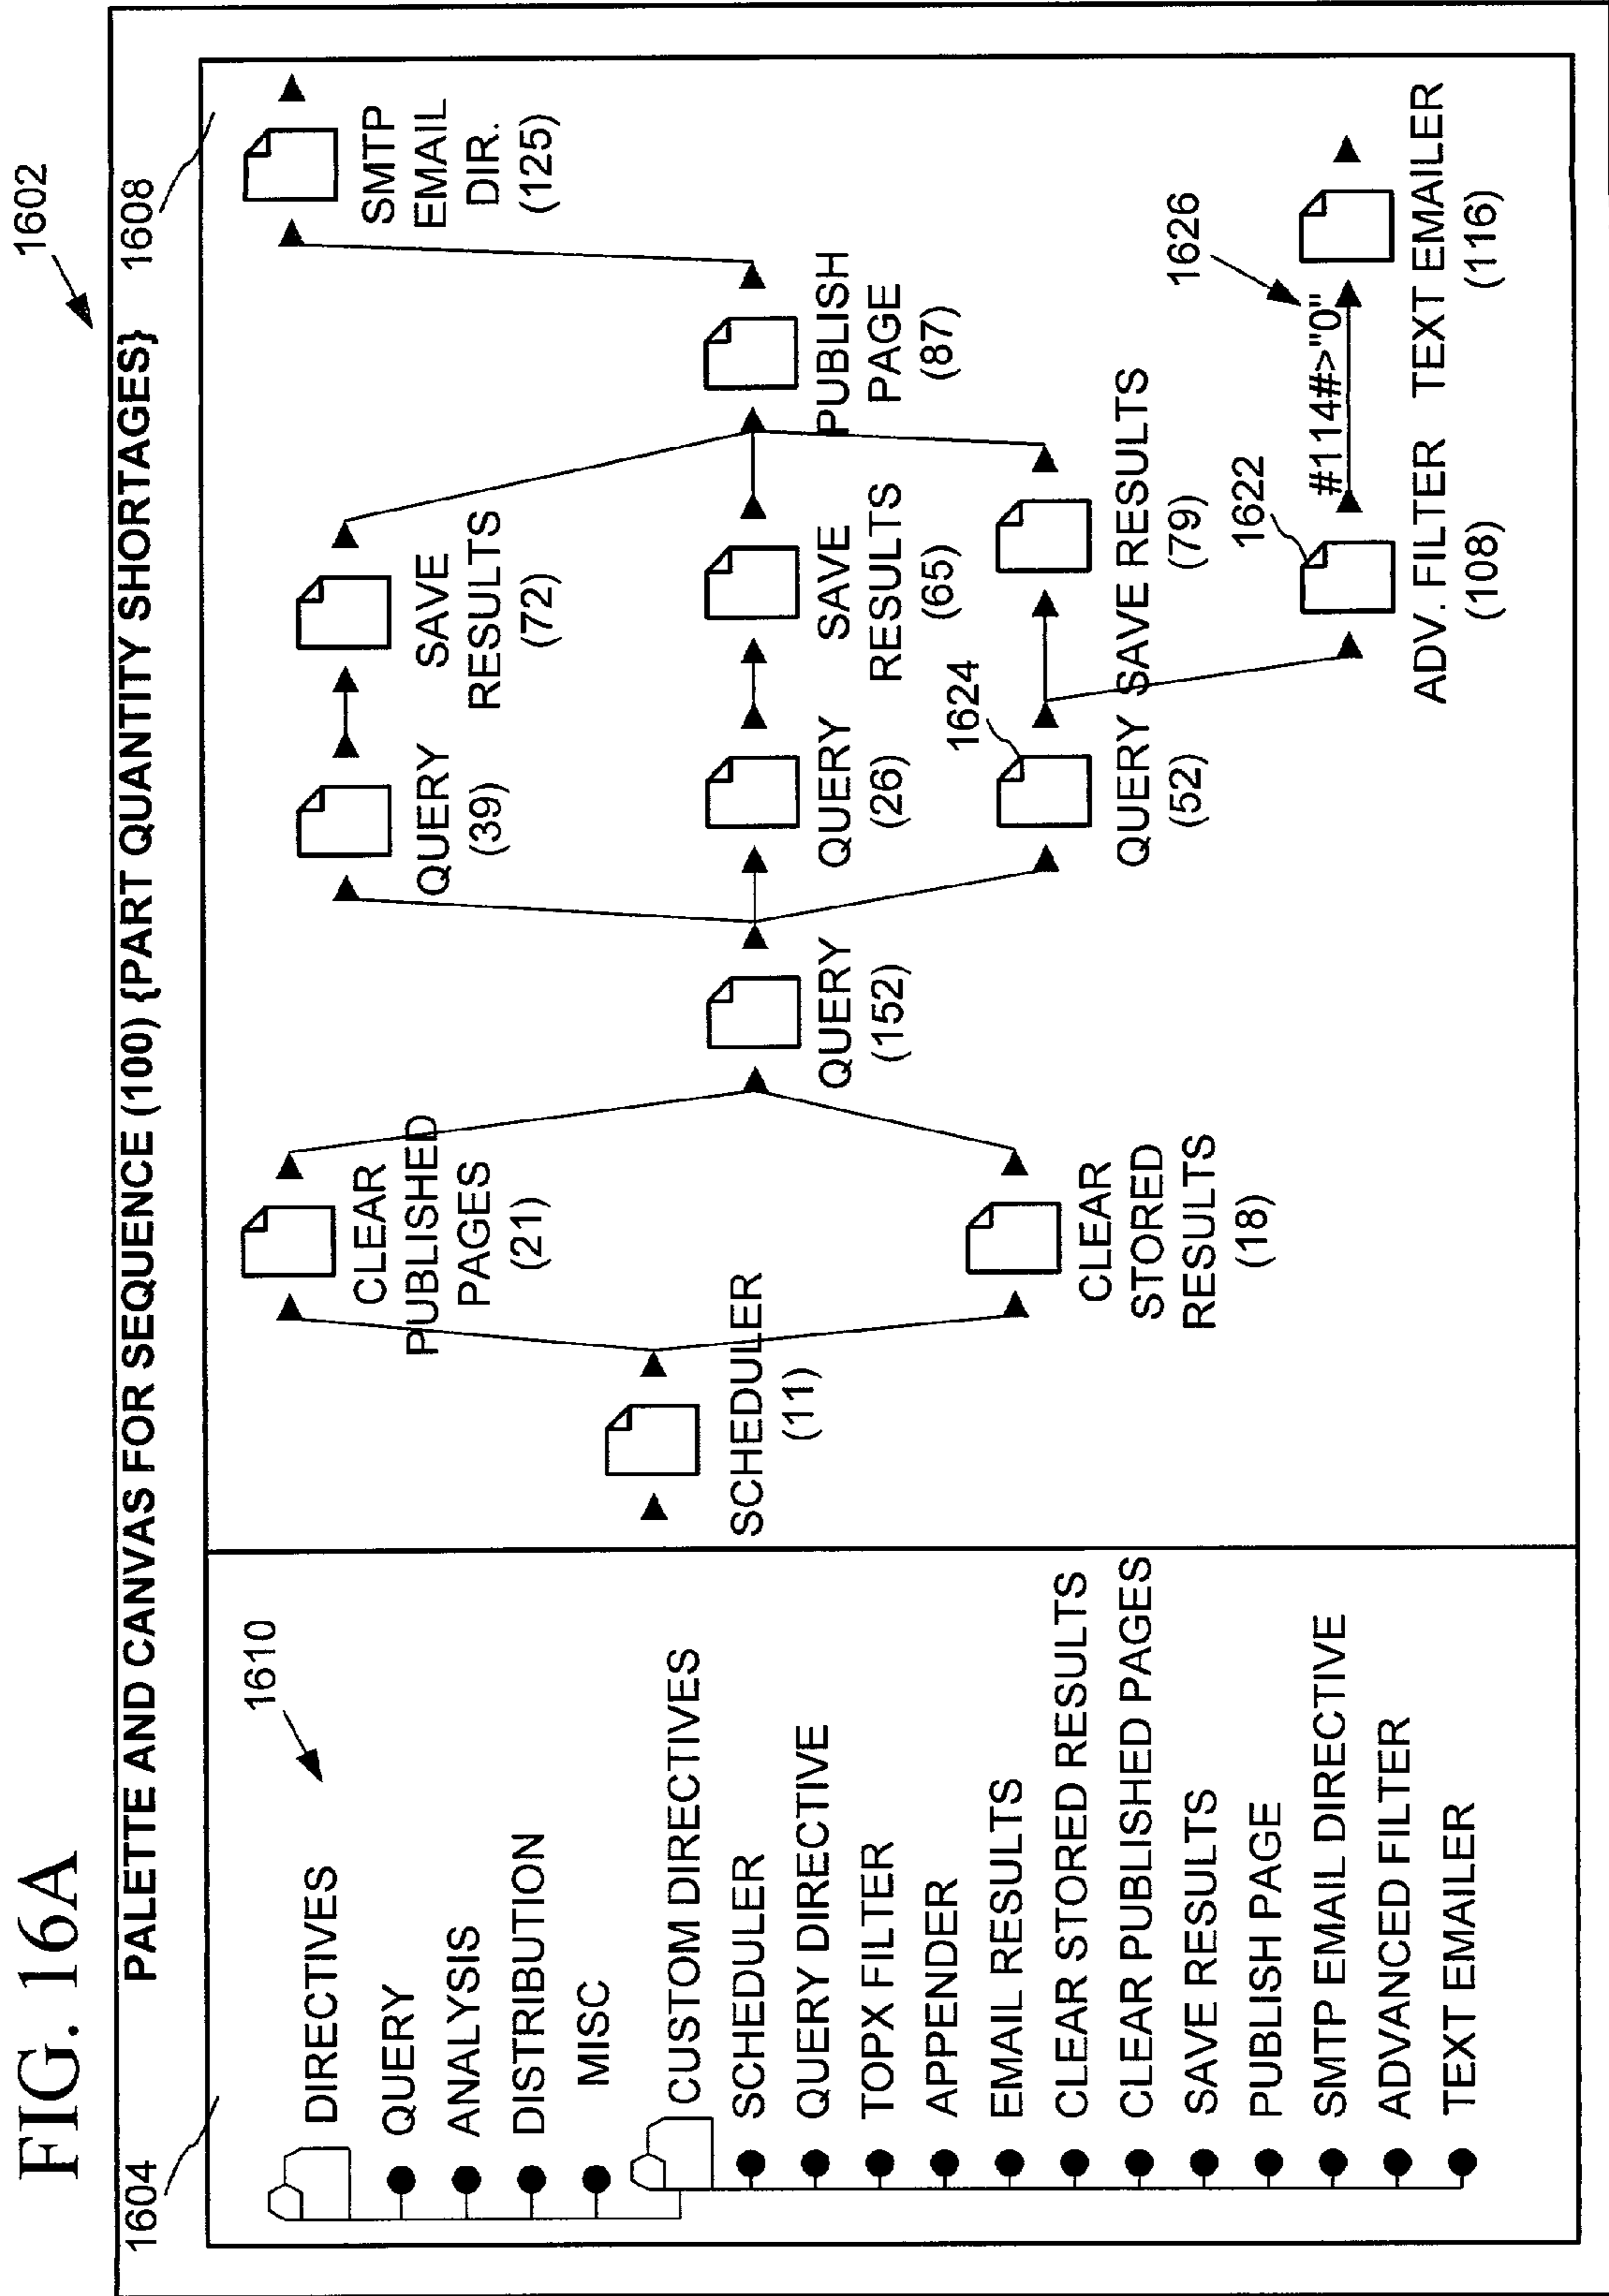 FIG. 16A
1602
PALETTE AND CANVAS FOR SEQUENCE (100) {PART QUANTITY SHORTAGES}
1604
1608
1610
DIRECTIVES
QUERY
ANALYSIS
DISTRIBUTION
MISC
CUSTOM DIRECTIVES
SCHEDULER
QUERY DIRECTIVE
TOPX FILTER
APPENDER
EMAIL RESULTS
CLEAR STORED RESULTS
CLEAR PUBLISHED PAGES
SAVE RESULTS
PUBLISH PAGE
SMTP EMAIL DIRECTIVE
ADVANCED FILTER
TEXT EMAILER
SCHEDULER
(11)
CLEAR
PUBLISHED
PAGES
(21)
CLEAR
STORED
RESULTS
(18)
QUERY
(152)
QUERY
(39)
SAVE
RESULTS
(72)
QUERY
(26)
SAVE
RESULTS
(65)
1624
QUERY
(52)
SAVE RESULTS
(79)
PUBLISH
PAGE
(87)
SMTP
EMAIL
DIR.
(125)
1622
ADV. FILTER
(108)
1626
#114#>"0"
TEXT EMAILER
(116)